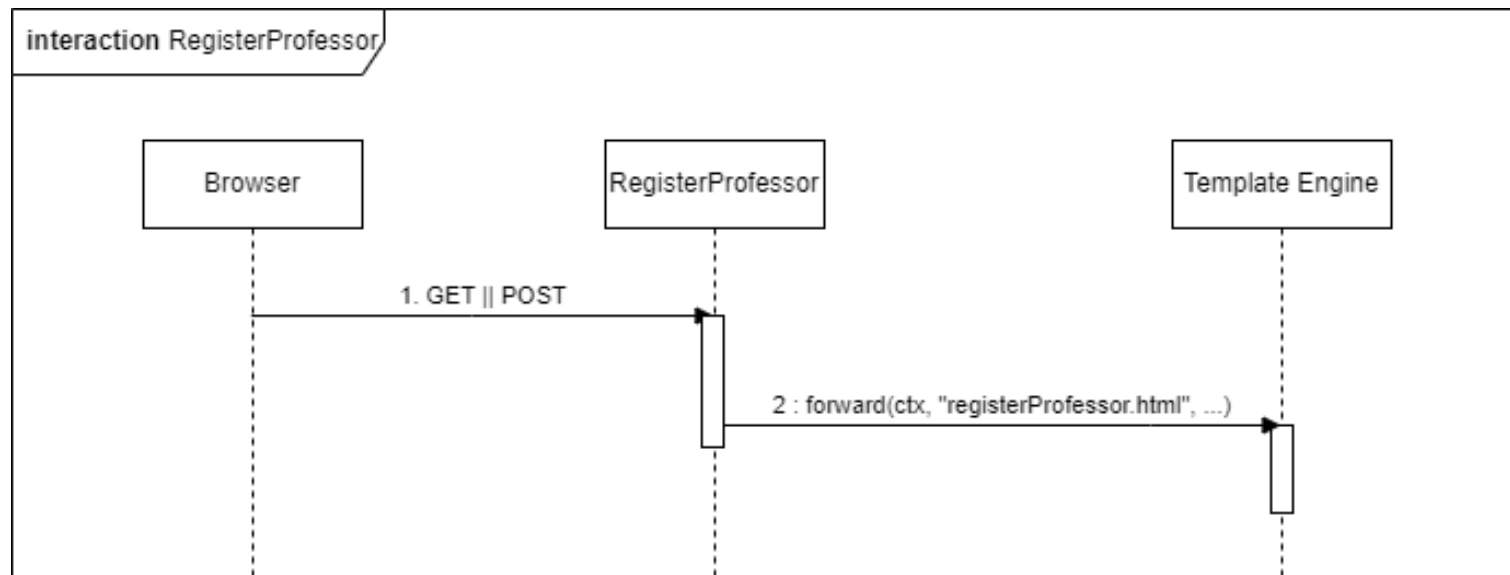 interaction RegisterProfessor
Browser
RegisterProfessor
Template Engine
1. GET || POST
2 : forward(ctx, "registerProfessor.html", ...)